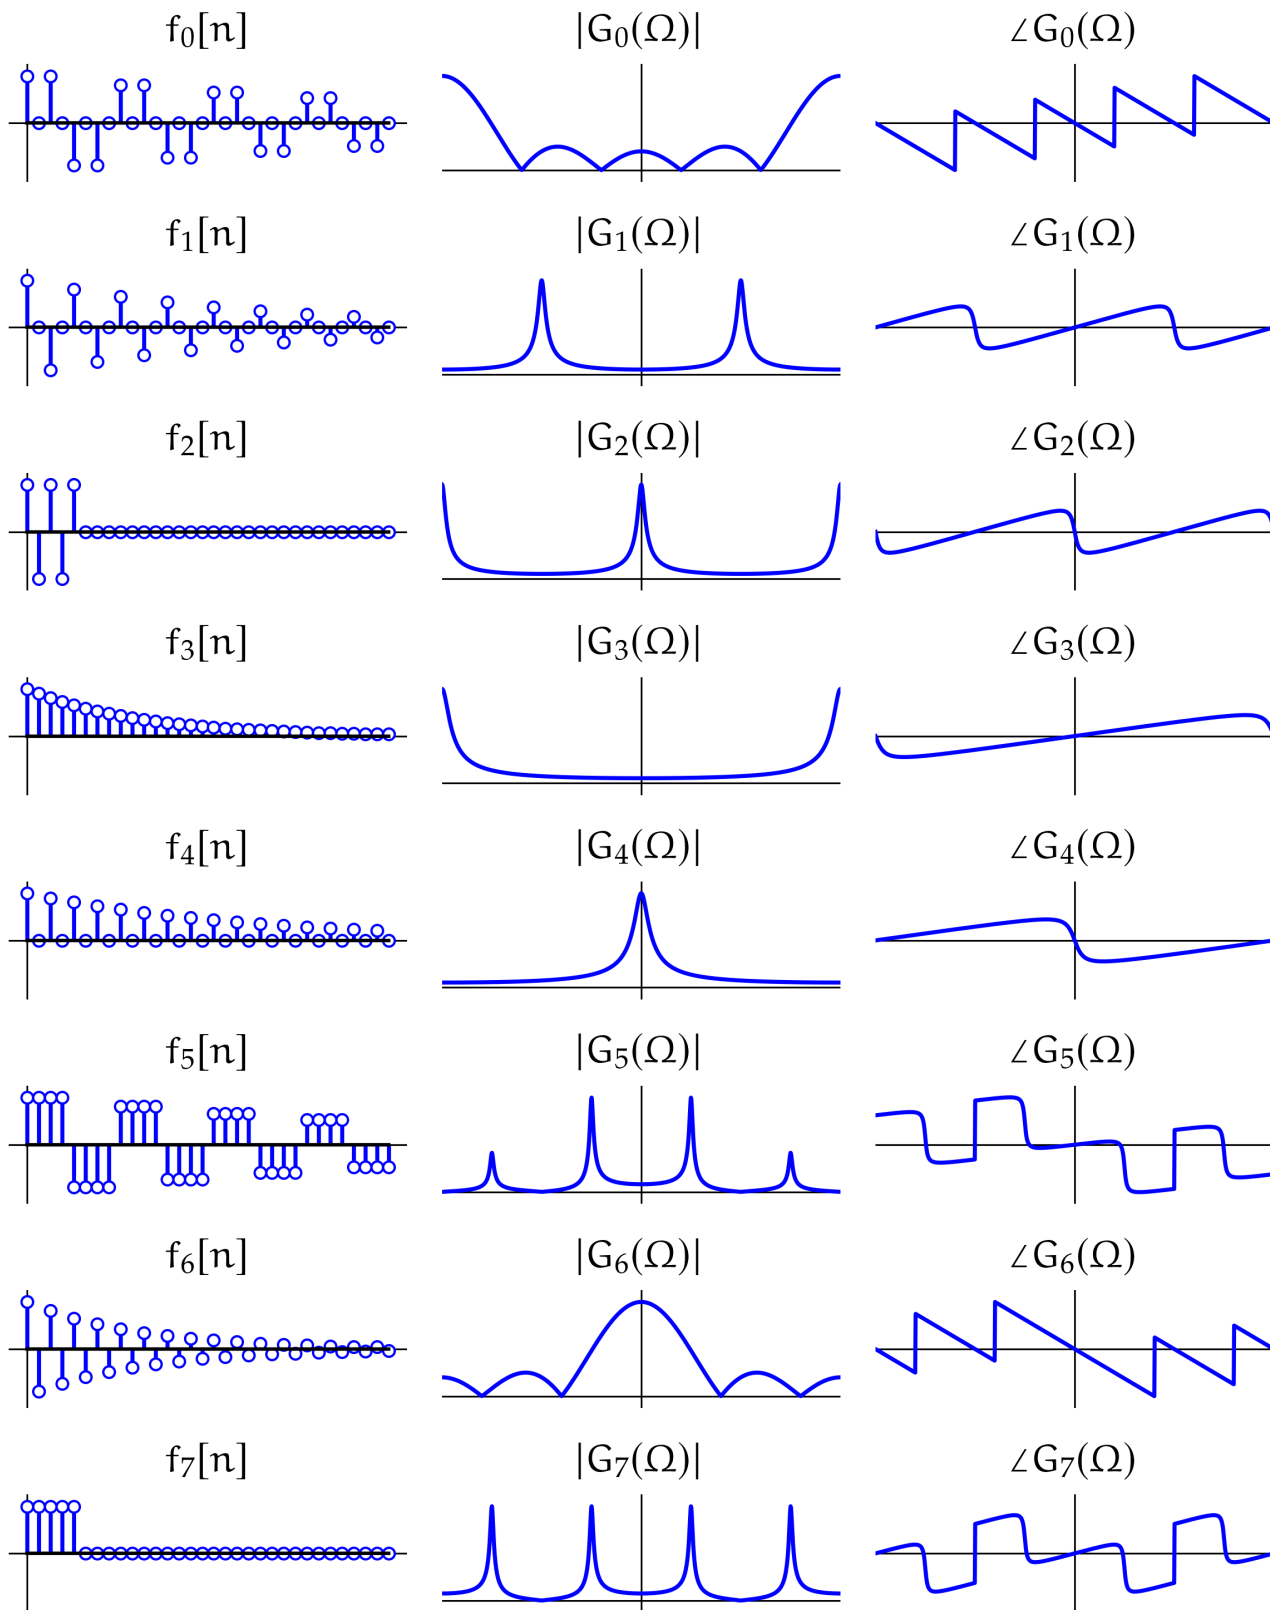 f₀[n] |G₀(Ω)| ∠G₀(Ω)
f₁[n] |G₁(Ω)| ∠G₁(Ω)
f₂[n] |G₂(Ω)| ∠G₂(Ω)
f₃[n] |G₃(Ω)| ∠G₃(Ω)
f₄[n] |G₄(Ω)| ∠G₄(Ω)
f₅[n] |G₅(Ω)| ∠G₅(Ω)
f₆[n] |G₆(Ω)| ∠G₆(Ω)
f₇[n] |G₇(Ω)| ∠G₇(Ω)